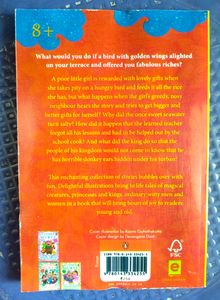 8+
What would you do if a bird with golden wings alighted
on your terrace and offered you fabulous riches?
A poor little girl is rewarded with lovely gifts when
she takes pity on a hungry bird and feeds it all the rice
she has, but what happens when the girl's greedy, nosy
neighbour hears the story and tries to get bigger and
better gifts for herself? Why did the once sweet seawater
turn salty? How did it happen that the learned teacher
forgot all his lessons and had to be helped out by the
school cook? And what did the king do so that the
people of his kingdom would not come to know that he
has horrible donkey ears hidden under his turban?
This enchanting collection of stories bubbles over with
fun. Delightful illustrations bring to life tales of magical
creatures, princesses and kings, ordinary witty men and
women in a book that will bring hours of joy to readers
young and old.
Cover illustration by
Cover design by
FSC
e